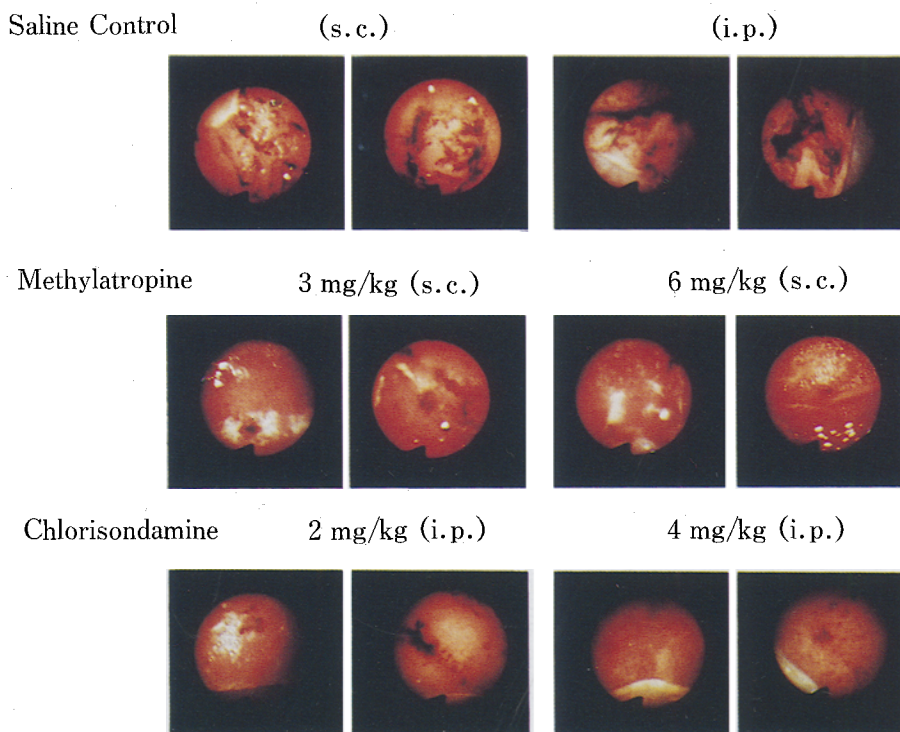 Saline Control (s.c.) (i.p.)
Methylatropine 3 mg/kg (s.c.) 6 mg/kg (s.c.)
Chlorisondamine 2 mg/kg (i.p.) 4 mg/kg (i.p.)